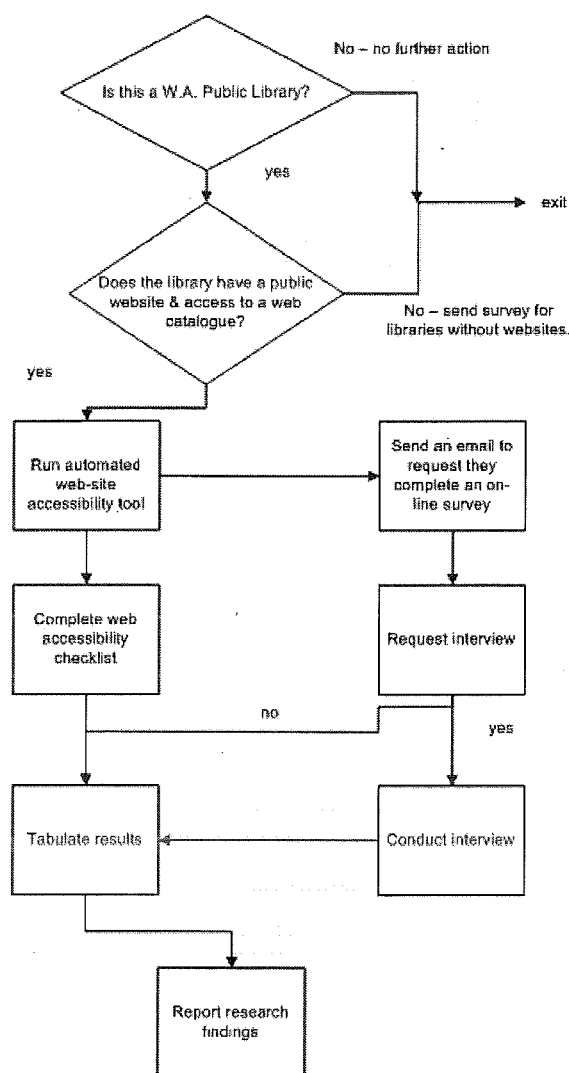 No – no further action
Is this a W.A. Public Library?
yes
exit
Does the library have a
public
website & access to a web
catalogue?
No – send survey for
libraries without websites.
yes
Run automated
web-site
accessibility tool
Send an email to
request they
complete an on-
line survey
Complete web
accessibility
checklist
Request interview
no
yes
Tabulate results
Conduct interview
Report research
findings